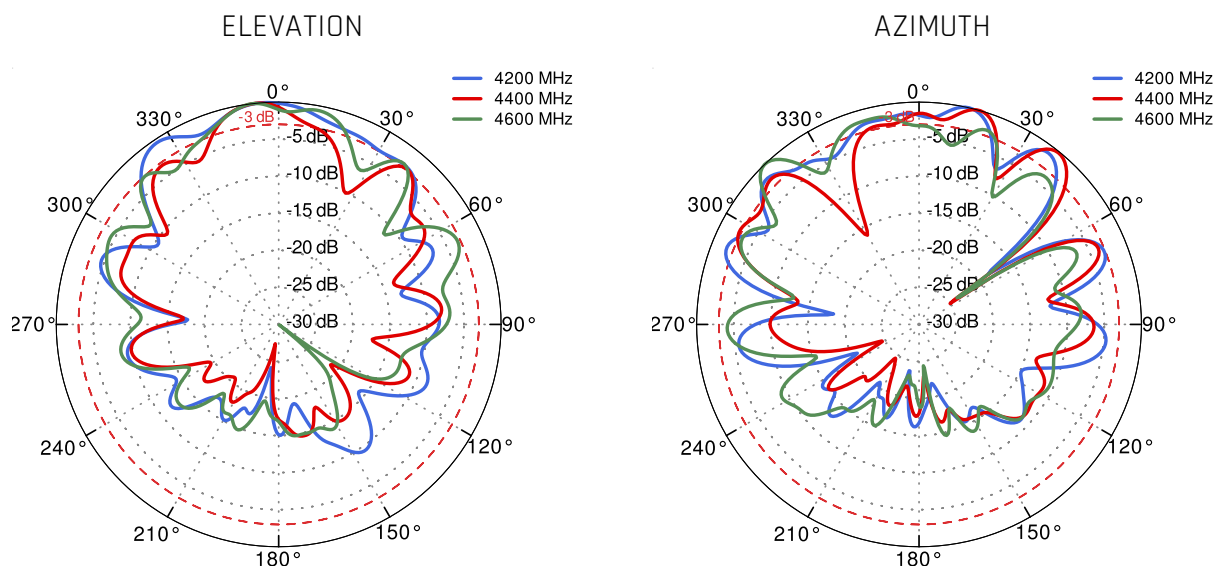 ELEVATION
4200 MHz
4400 MHz
4600 MHz
0°
30°
60°
90°
120°
150°
180°
210°
240°
270°
300°
330°
-3 dB
-5 dB
-10 dB
-15 dB
-20 dB
-25 dB
-30 dB
AZIMUTH
4200 MHz
4400 MHz
4600 MHz
0°
30°
60°
90°
120°
150°
180°
210°
240°
270°
300°
330°
-3 dB
-5 dB
-10 dB
-15 dB
-20 dB
-25 dB
-30 dB